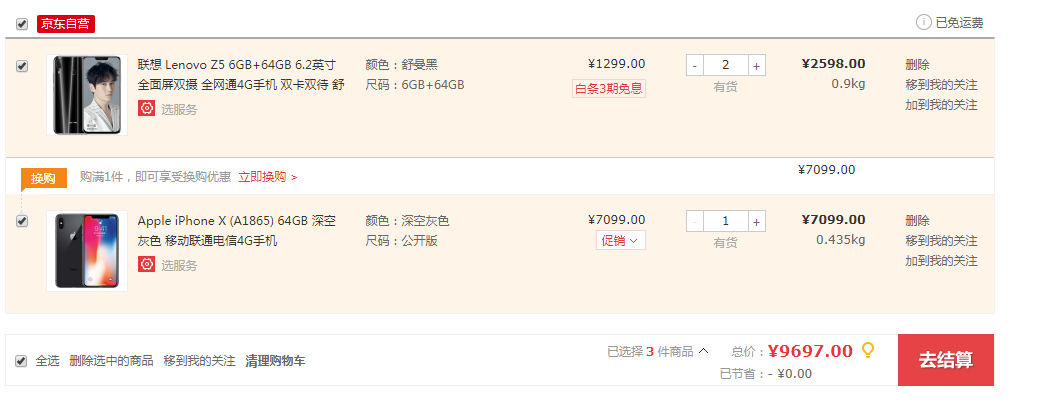 京东自营
已免运费
联想 Lenovo Z5 6GB+64GB 6.2英寸 颜色：舒曼黑 ¥1299.00 - 2 + ¥2598.00 删除
全面屏双摄 全网通4G手机 双卡双待 舒 尺码：6GB+64GB 白条3期免息 有货 0.9kg 移到我的关注
选服务 加到我的关注
换购 购满1件，即可享受换购优惠 立即换购 > ¥7099.00
Apple iPhone X (A1865) 64GB 深空 颜色：深空灰色 ¥7099.00 - 1 + ¥7099.00 删除
灰色 移动联通电信4G手机 尺码：公开版 促销 有货 0.435kg 移到我的关注
选服务 加到我的关注
全选 删除选中的商品 移到我的关注 清理购物车 已选择 3 件商品 总价：¥9697.00 去结算
已节省：- ¥0.00